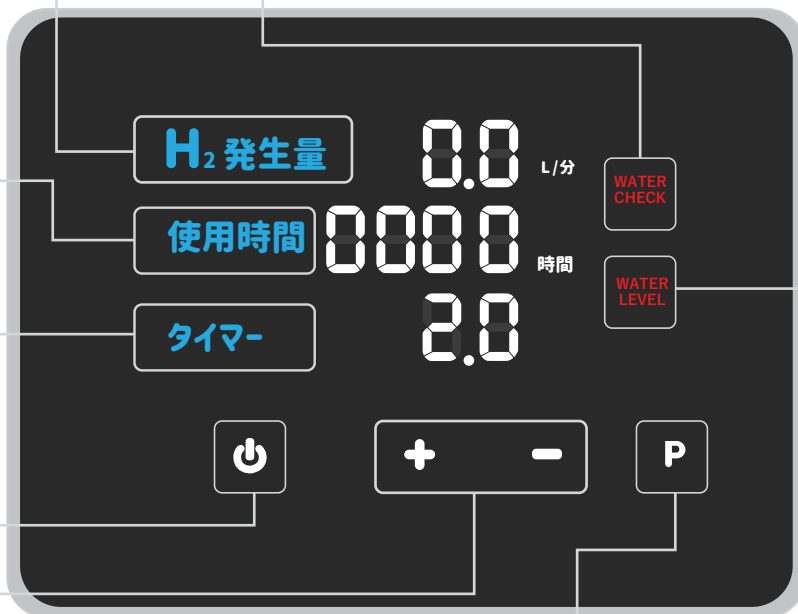 H₂ 発生量 0.0 L/分
WATER
CHECK
使用時間 0000 時間
WATER
LEVEL
タイマー 2.0
+ − P